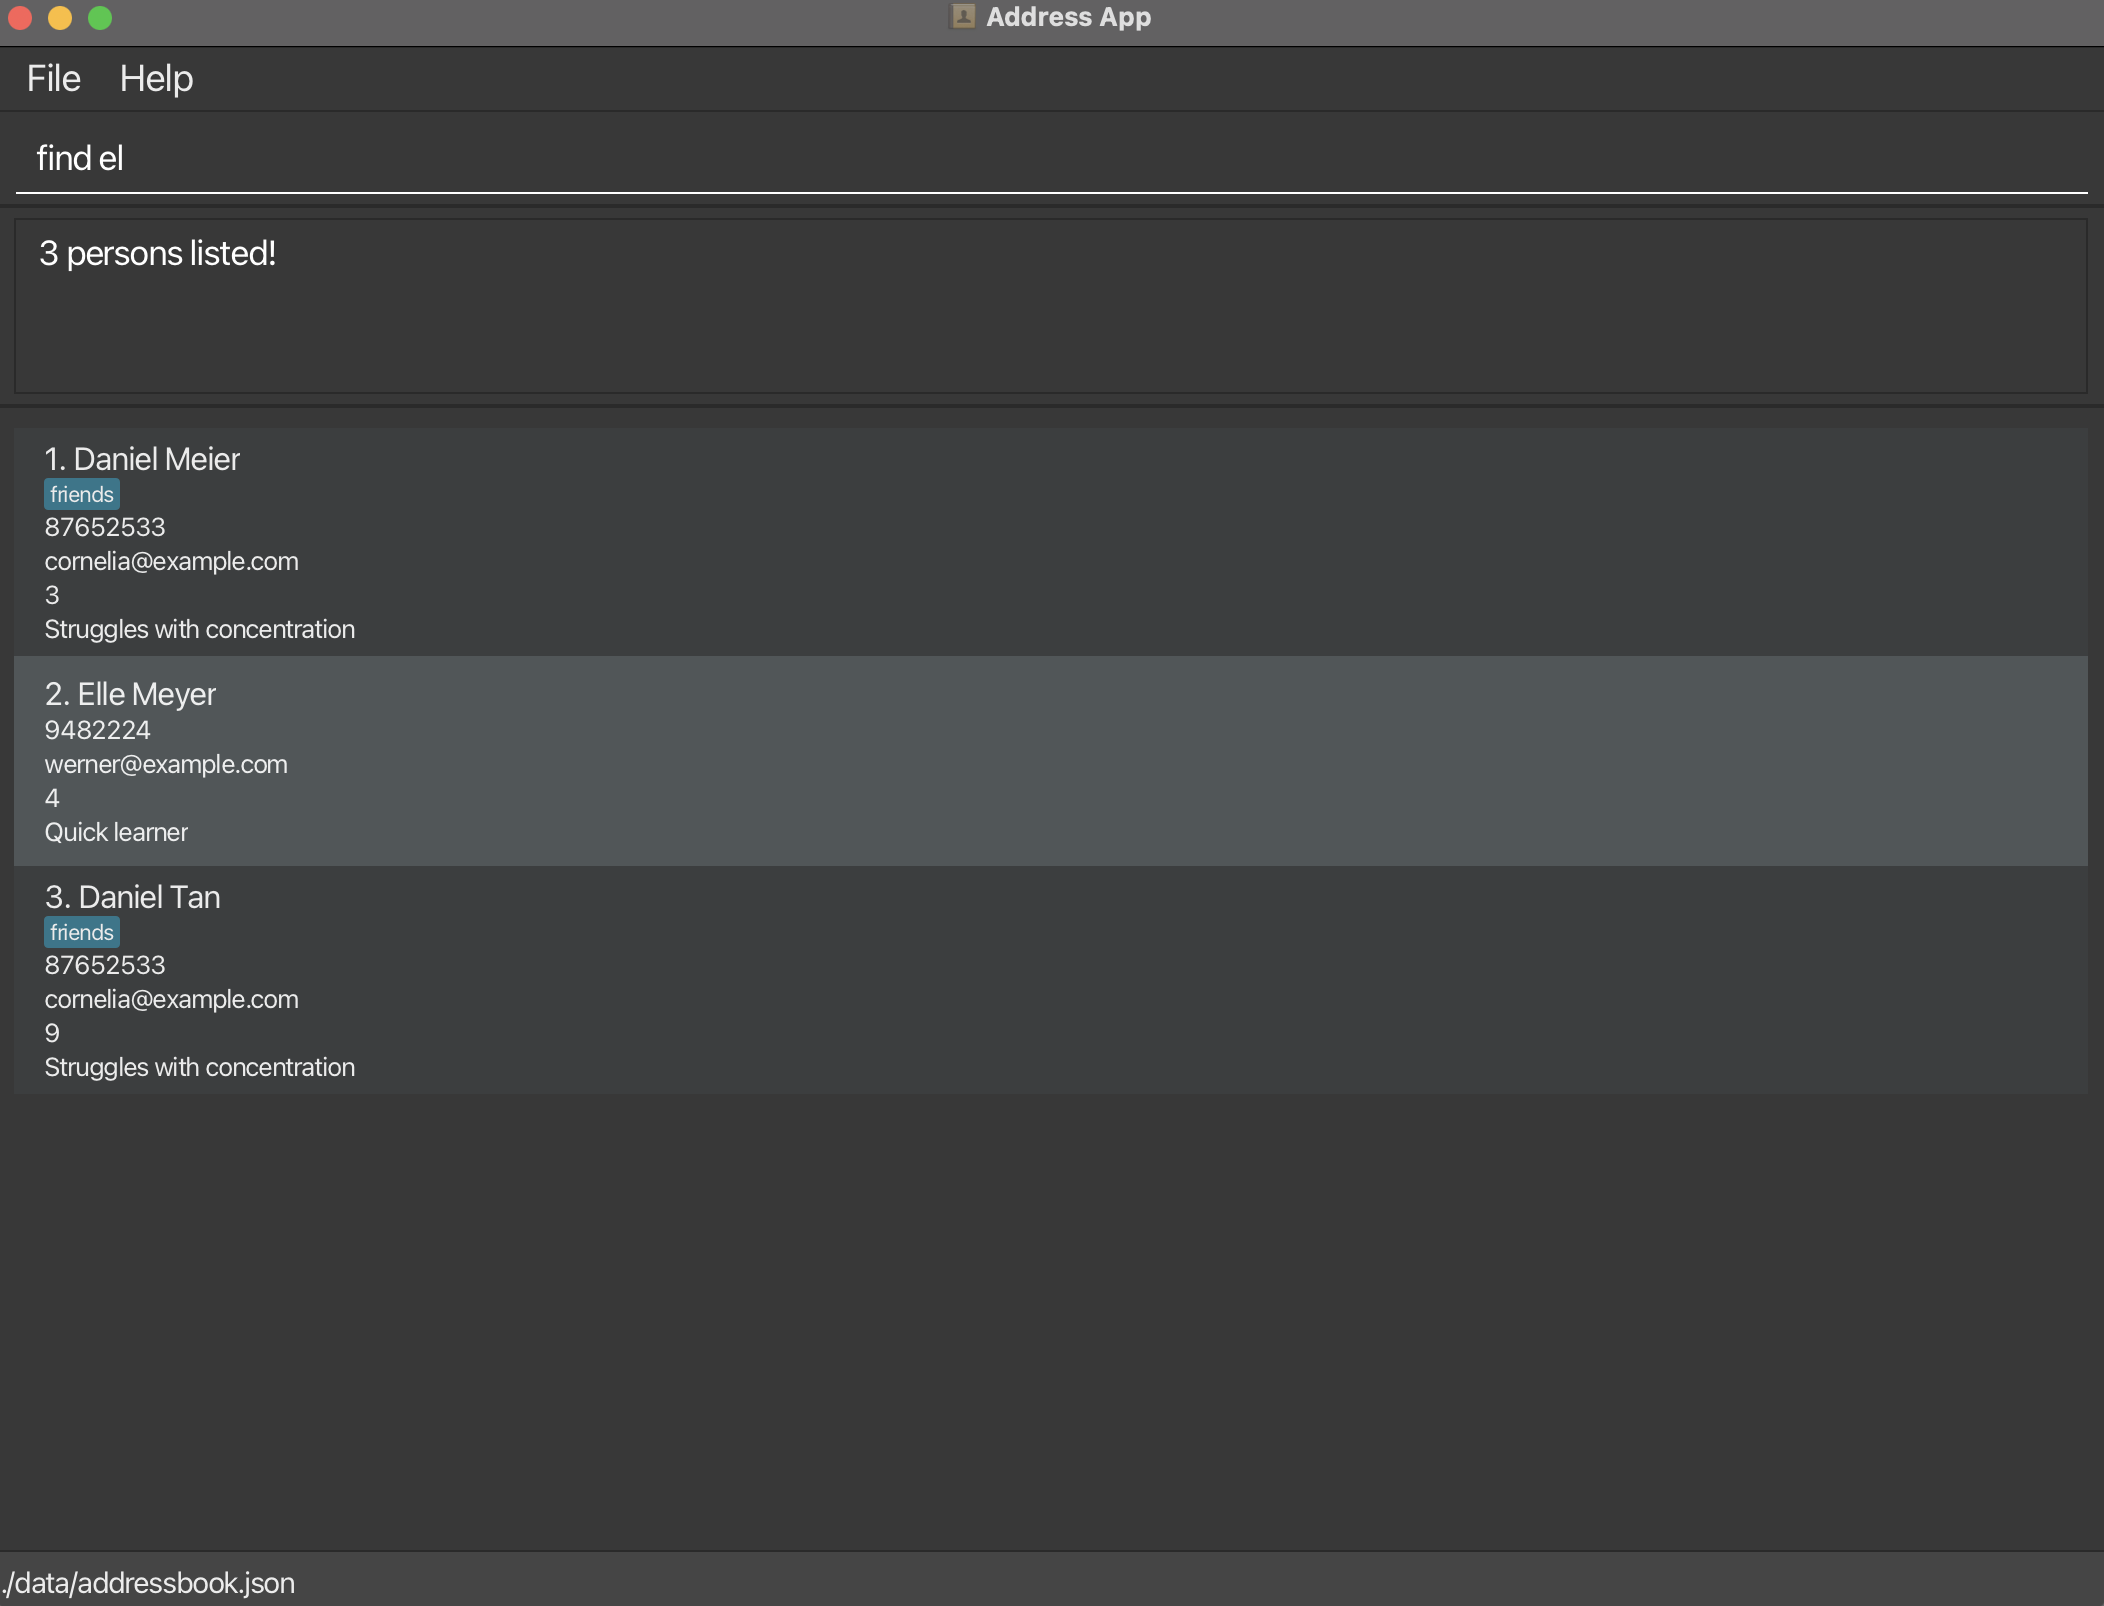 Address App
File Help
find el
3 persons listed!
1. Daniel Meier
friends
87652533
cornelia@example.com
3
Struggles with concentration
2. Elle Meyer
9482224
werner@example.com
4
Quick learner
3. Daniel Tan
friends
87652533
cornelia@example.com
9
Struggles with concentration
./data/addressbook.json